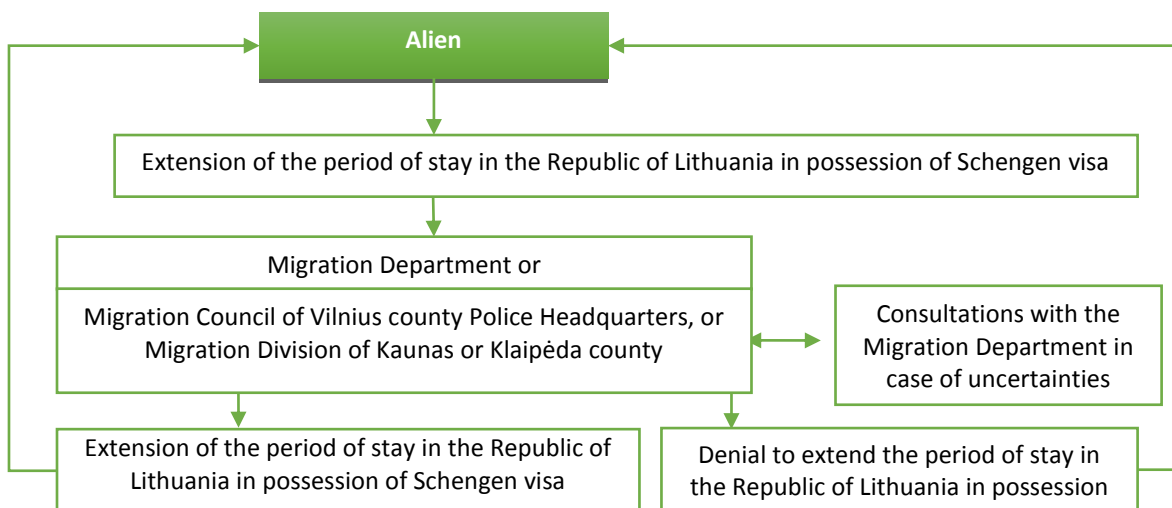 Alien
Extension of the period of stay in the Republic of Lithuania in possession of Schengen visa
Migration Department or
Migration Council of Vilnius county Police Headquarters, or
Migration Division of Kaunas or Klaipėda county
Consultations with the
Migration Department in
case of uncertainties
Extension of the period of stay in the Republic of
Lithuania in possession of Schengen visa
Denial to extend the period of stay in
the Republic of Lithuania in possession